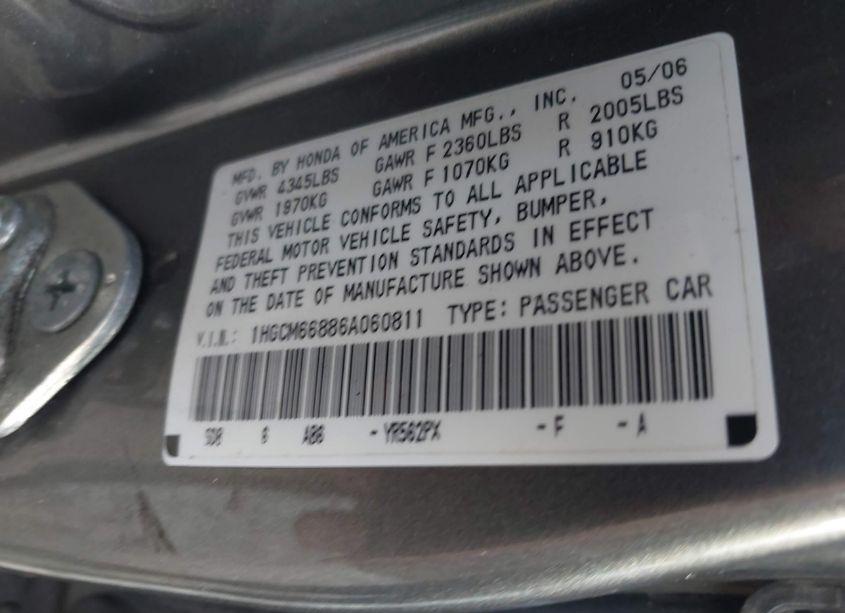 MFD. BY HONDA OF AMERICA MFG., INC. 05/06
GVWR 4345LBS GAWR F 2360LBS R 2005LBS
GVWR 1970KG GAWR F 1070KG R 910KG
THIS VEHICLE CONFORMS TO ALL APPLICABLE
FEDERAL MOTOR VEHICLE SAFETY, BUMPER,
AND THEFT PREVENTION STANDARDS IN EFFECT
ON THE DATE OF MANUFACTURE SHOWN ABOVE.
V.I.N.: 1HGCM66886A060811 TYPE: PASSENGER CAR
SDB 6 A06 - YR562PX - F - A